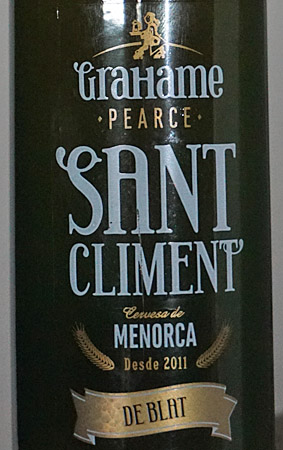 GraHame
• PEARCE •
SANT
CLIMENT
Cervesa de
MENORCA
Desde 2011
DE BLAT